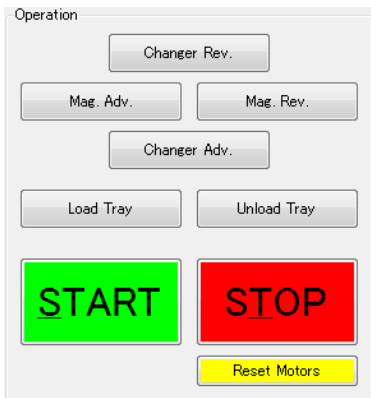 Operation
Changer Rev.
Mag. Adv. Mag. Rev.
Changer Adv.
Load Tray Unload Tray
START STOP
Reset Motors